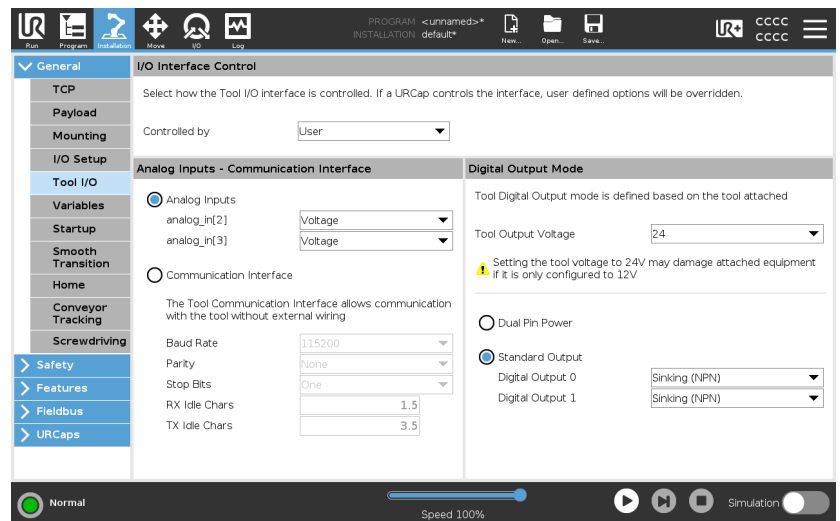 UR
PROGRAM <unnamed>*
INSTALLATION default*
UR+
CCCC
CCCC
Run Program Installation Move I/O Log New... Open... Save...
General
TCP
Payload
Mounting
I/O Setup
Tool I/O
Variables
Startup
Smooth
Transition
Home
Conveyor
Tracking
Screwdriving
Safety
Features
Fieldbus
URCaps
I/O Interface Control
Select how the Tool I/O interface is controlled. If a URCap controls the interface, user defined options will be overridden.
Controlled by User
Analog Inputs - Communication Interface
Analog Inputs
analog_in[2] Voltage
analog_in[3] Voltage
Communication Interface
The Tool Communication Interface allows communication
with the tool without external wiring
Baud Rate 115200
Parity None
Stop Bits One
RX Idle Chars 1.5
TX Idle Chars 3.5
Digital Output Mode
Tool Digital Output mode is defined based on the tool attached
Tool Output Voltage 24
Setting the tool voltage to 24V may damage attached equipment
if it is only configured to 12V
Dual Pin Power
Standard Output
Digital Output 0 Sinking (NPN)
Digital Output 1 Sinking (NPN)
Normal
Speed 100%
Simulation